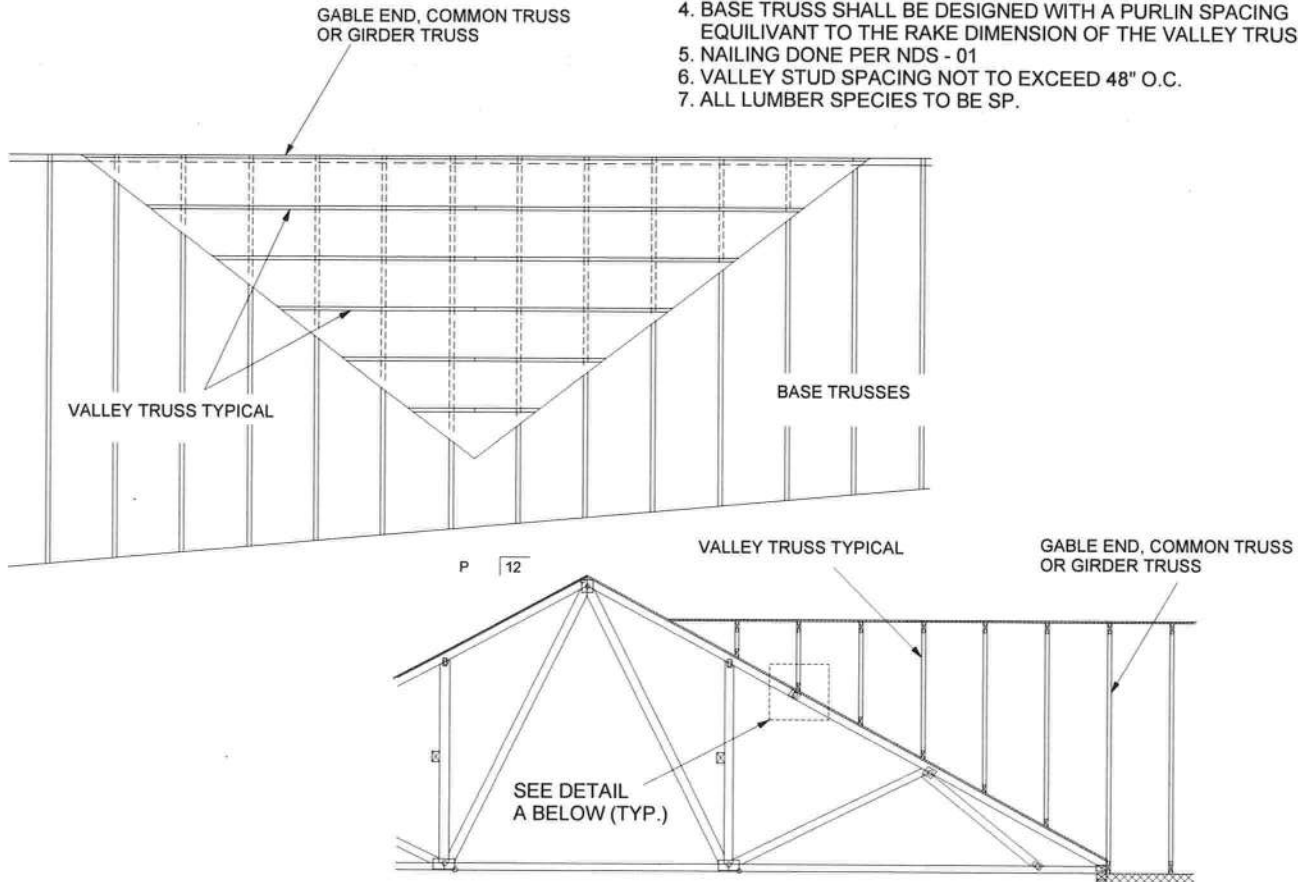 GABLE END, COMMON TRUSS
OR GIRDER TRUSS
4. BASE TRUSS SHALL BE DESIGNED WITH A PURLIN SPACING
EQUILIVANT TO THE RAKE DIMENSION OF THE VALLEY TRUS
5. NAILING DONE PER NDS - 01
6. VALLEY STUD SPACING NOT TO EXCEED 48" O.C.
7. ALL LUMBER SPECIES TO BE SP.
VALLEY TRUSS TYPICAL
BASE TRUSSES
P 12
VALLEY TRUSS TYPICAL
GABLE END, COMMON TRUSS
OR GIRDER TRUSS
SEE DETAIL
A BELOW (TYP.)